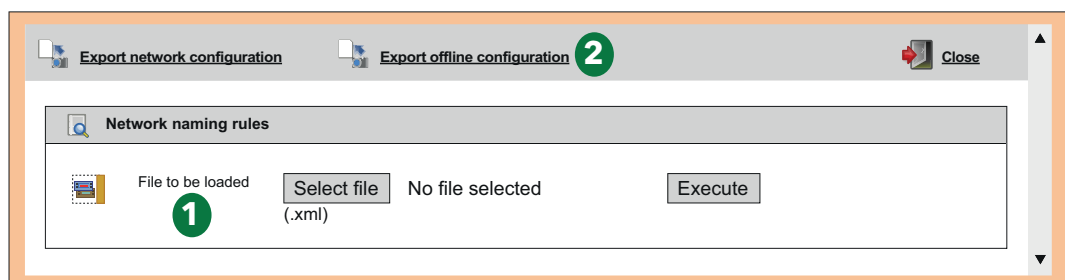 Export network configuration
Export offline configuration
2
Close
Network naming rules
File to be loaded
Select file
No file selected
Execute
1
(.xml)